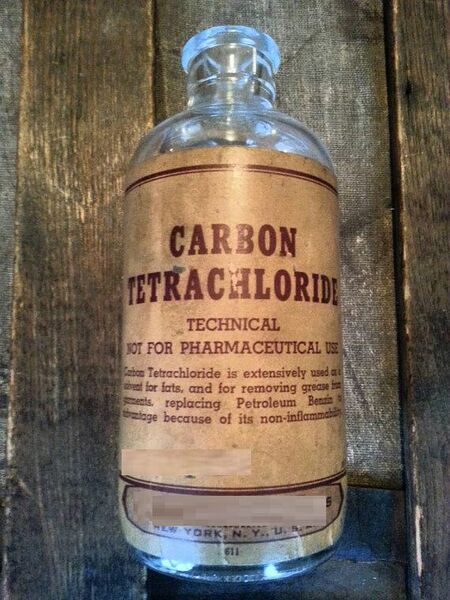 CARBON
TETRACHLORIDE
TECHNICAL
NOT FOR PHARMACEUTICAL USE
Carbon Tetrachloride is extensively used as
solvent for fats, and for removing grease from
garments, replacing Petroleum Benzin
advantage because of its non-inflammability
S
NEW YORK, N. Y., U. S.
611